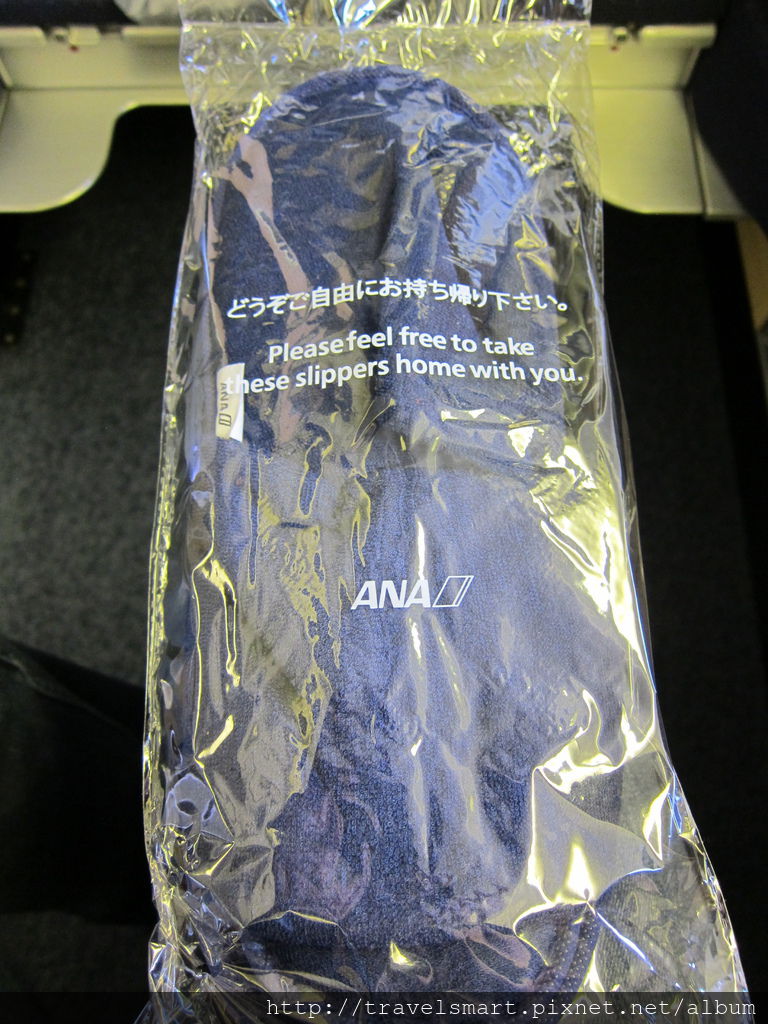 どうぞご自由にお持ち帰り下さい。
Please feel free to take
these slippers home with you.
ANA
ANA
http://travelsmart.pixnet.net/album